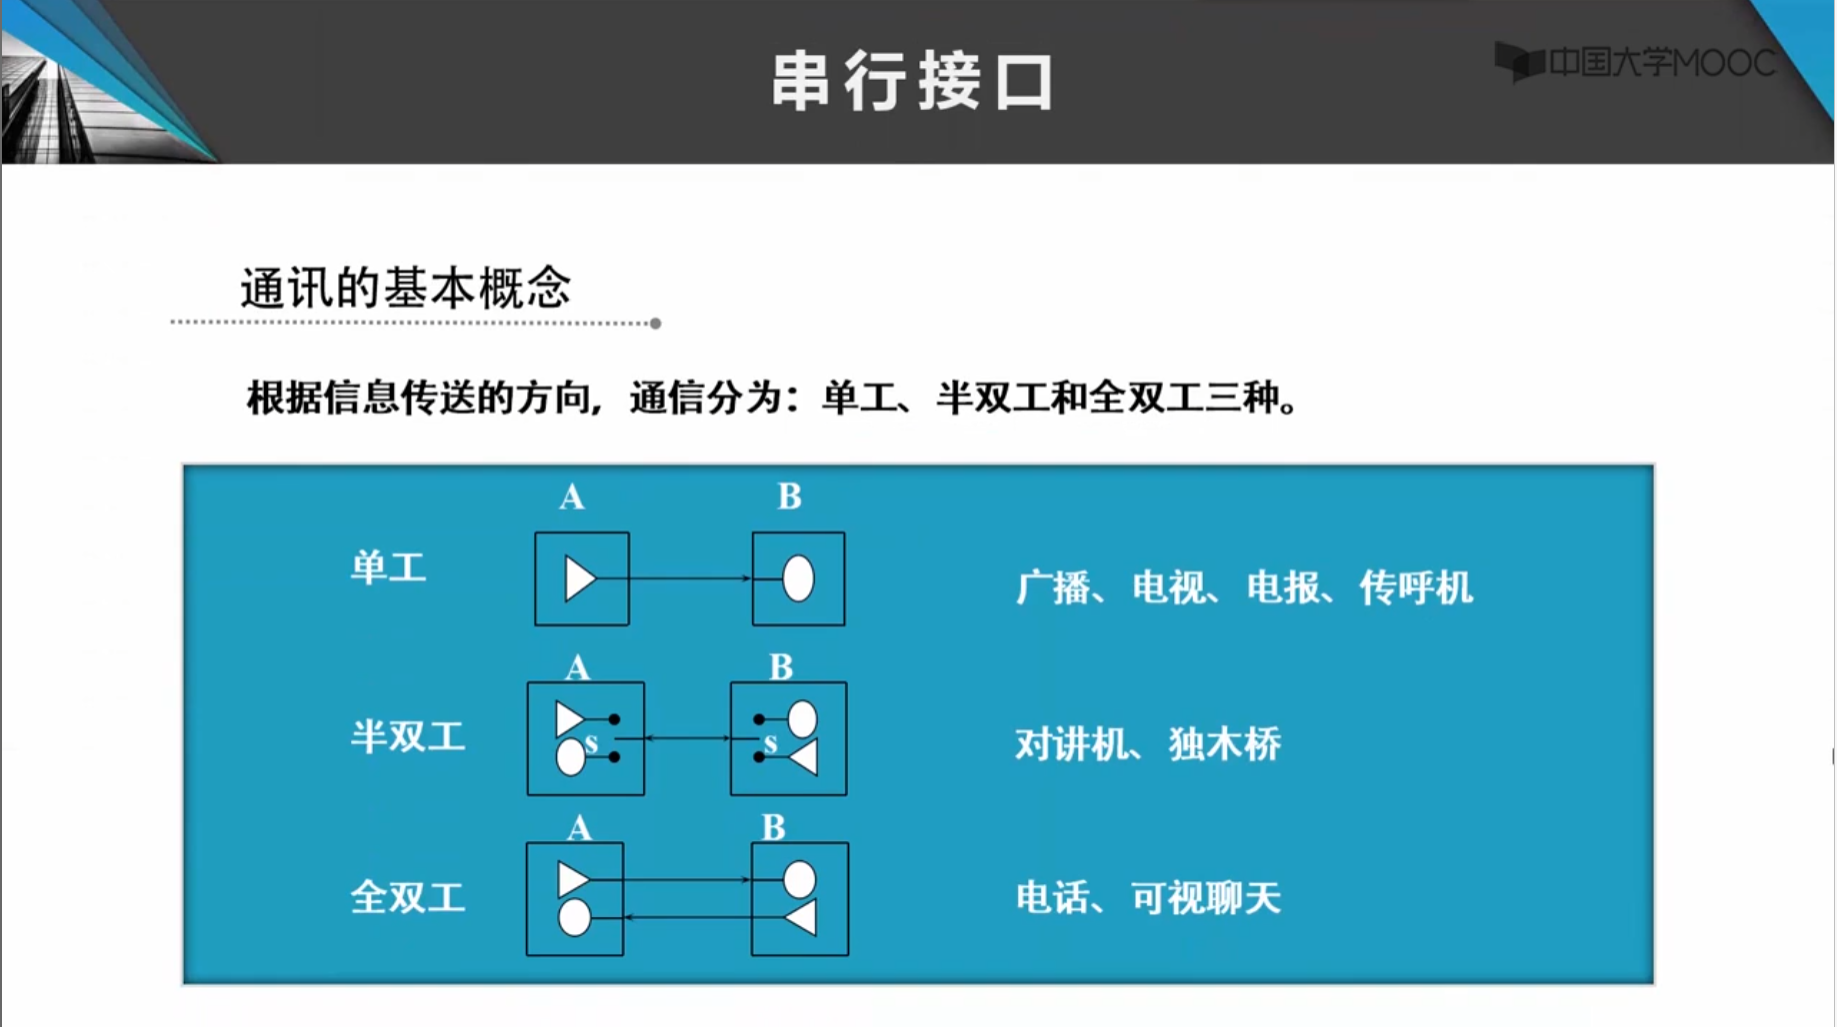 串行接口
中国大学MOOC
通讯的基本概念
根据信息传送的方向，通信分为：单工、半双工和全双工三种。
A B
单工 广播、电视、电报、传呼机
A B
半双工 s s 对讲机、独木桥
A B
全双工 电话、可视聊天